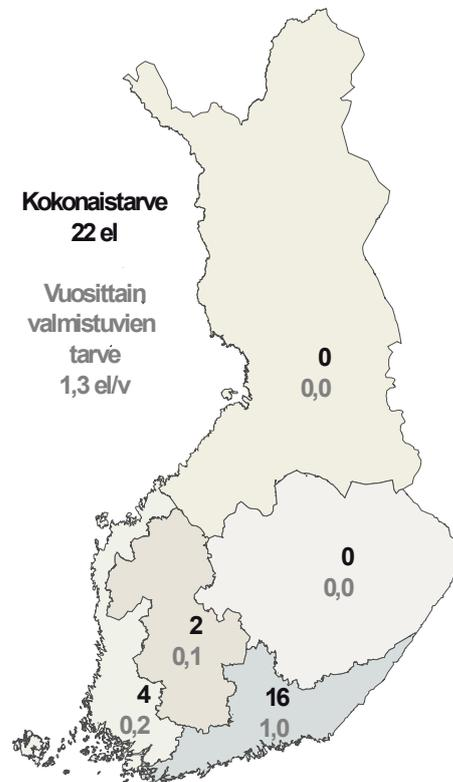 Kokonaistarve
22 el
Vuosittain
valmistuvien
tarve
1,3 el/v
0
0,0
0
0,0
2
0,1
4
0,2
16
1,0